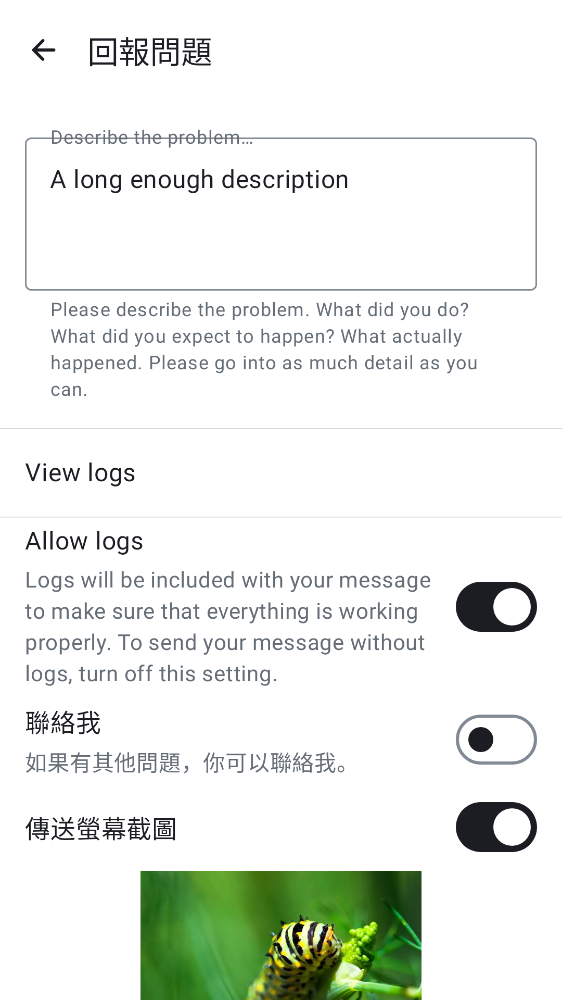 回報問題
Describe the problem…
A long enough description
Please describe the problem. What did you do?
What did you expect to happen? What actually
happened. Please go into as much detail as you
can.
View logs
Allow logs
Logs will be included with your message
to make sure that everything is working
properly. To send your message without
logs, turn off this setting.
聯絡我
如果有其他問題，你可以聯絡我。
傳送螢幕截圖